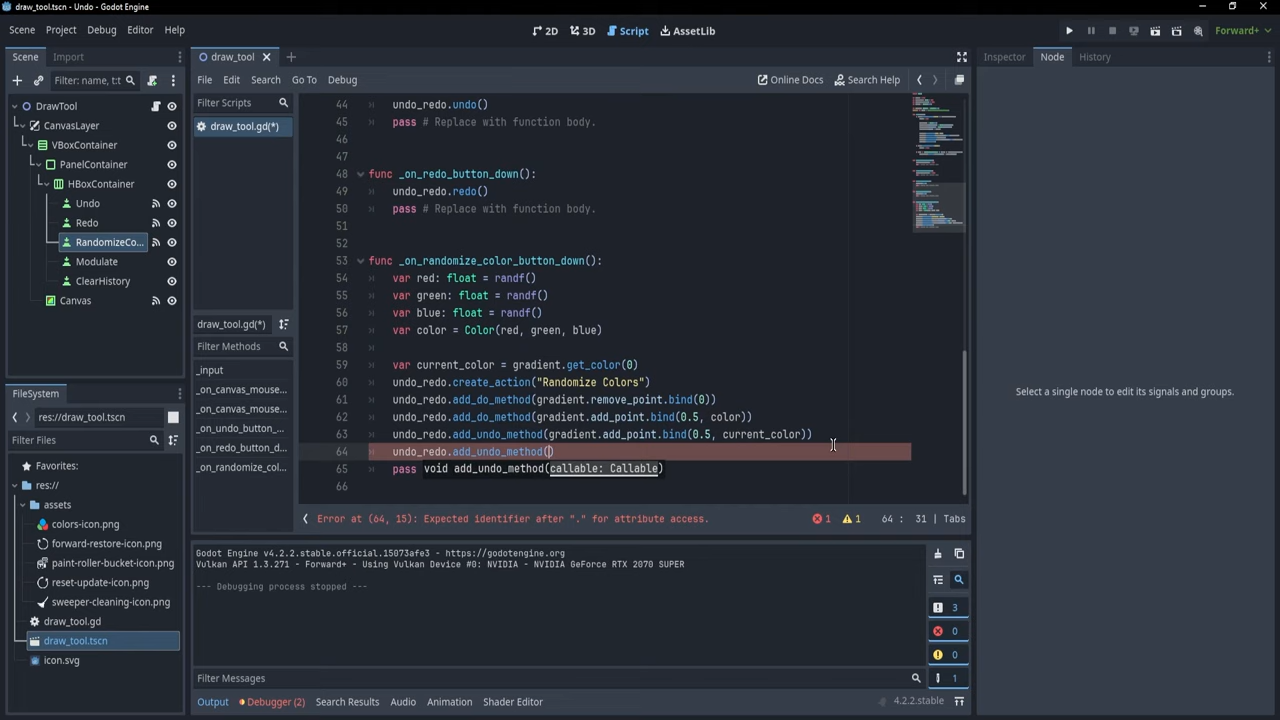 draw_tool.tscn - Undo - Godot Engine
Scene Project Debug Editor Help
2D 3D Script AssetLib
Forward+
Scene Import
Filter: name, t:t
DrawTool
CanvasLayer
VBoxContainer
PanelContainer
HBoxContainer
Undo
Redo
RandomizeCo...
Modulate
ClearHistory
Canvas
FileSystem
res://draw_tool.tscn
Filter Files
Favorites:
res://
assets
colors-icon.png
forward-restore-icon.png
paint-roller-bucket-icon.png
reset-update-icon.png
sweeper-cleaning-icon.png
draw_tool.gd
draw_tool.tscn
icon.svg
draw_tool
File Edit Search Go To Debug
Online Docs Search Help
Filter Scripts
draw_tool.gd(*)
draw_tool.gd(*)
Filter Methods
_input
_on_canvas_mouse...
_on_canvas_mouse...
_on_undo_button_...
_on_redo_button_d...
_on_randomize_col...
44 undo_redo.undo()
45 pass # Replace with function body.
46
47
48 func _on_redo_button_down():
49 undo_redo.redo()
50 pass # Replace with function body.
51
52
53 func _on_randomize_color_button_down():
54 var red: float = randf()
55 var green: float = randf()
56 var blue: float = randf()
57 var color = Color(red, green, blue)
58
59 var current_color = gradient.get_color(0)
60 undo_redo.create_action("Randomize Colors")
61 undo_redo.add_do_method(gradient.remove_point.bind(0))
62 undo_redo.add_do_method(gradient.add_point.bind(0.5, color))
63 undo_redo.add_undo_method(gradient.add_point.bind(0.5, current_color))
64 undo_redo.add_undo_method()
65 pass void add_undo_method(callable: Callable)
66
Error at (64, 15): Expected identifier after "." for attribute access.
1 1 64 : 31 | Tabs
Godot Engine v4.2.2.stable.official.15073afe3 - https://godotengine.org
Vulkan API 1.3.271 - Forward+ - Using Vulkan Device #0: NVIDIA - NVIDIA GeForce RTX 2070 SUPER
--- Debugging process stopped ---
3
0
0
1
Filter Messages
Output Debugger (2) Search Results Audio Animation Shader Editor
4.2.2.stable
Inspector Node History
Select a single node to edit its signals and groups.